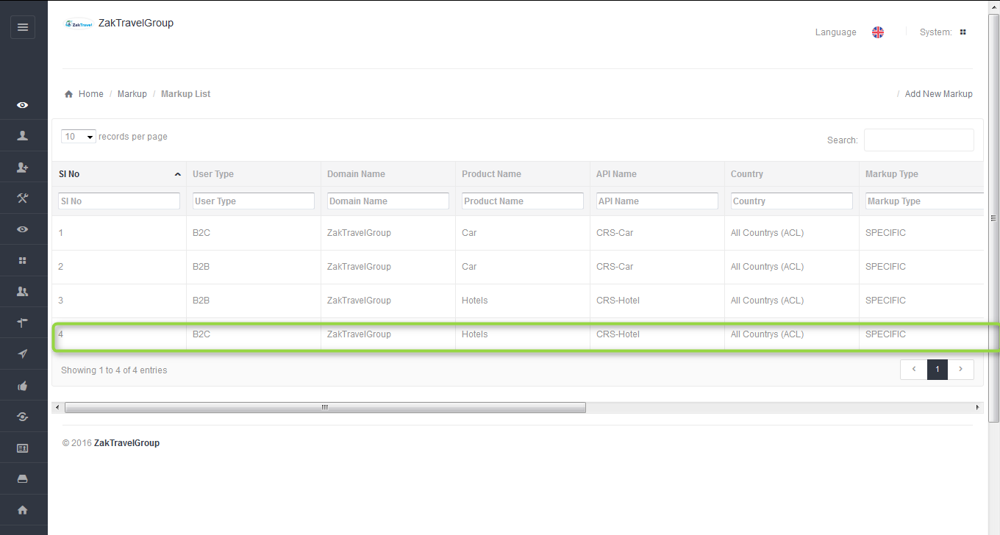 ZakTravel ZakTravelGroup
Language System:
Home / Markup / Markup List / Add New Markup
10 records per page Search:
Sl No User Type Domain Name Product Name API Name Country Markup Type
Sl No User Type Domain Name Product Name API Name Country Markup Type
1 B2C ZakTravelGroup Car CRS-Car All Countrys (ACL) SPECIFIC
2 B2B ZakTravelGroup Car CRS-Car All Countrys (ACL) SPECIFIC
3 B2B ZakTravelGroup Hotels CRS-Hotel All Countrys (ACL) SPECIFIC
4 B2C ZakTravelGroup Hotels CRS-Hotel All Countrys (ACL) SPECIFIC
Showing 1 to 4 of 4 entries 1
© 2016 ZakTravelGroup